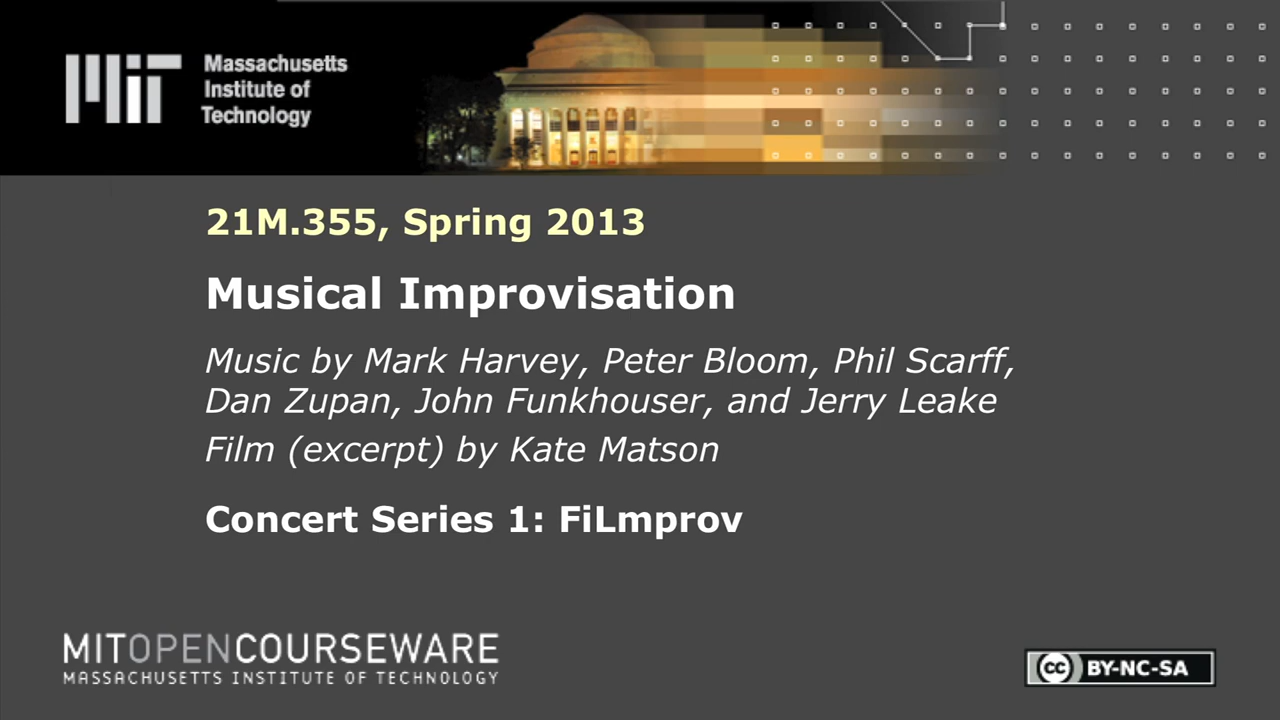 MIT
Massachusetts
Institute of
Technology
21M.355, Spring 2013
Musical Improvisation
Music by Mark Harvey, Peter Bloom, Phil Scarff,
Dan Zupan, John Funkhouser, and Jerry Leake
Film (excerpt) by Kate Matson
Concert Series 1: FiLmprov
MITOPENCOURSEWARE
MASSACHUSETTS INSTITUTE OF TECHNOLOGY
cc BY-NC-SA